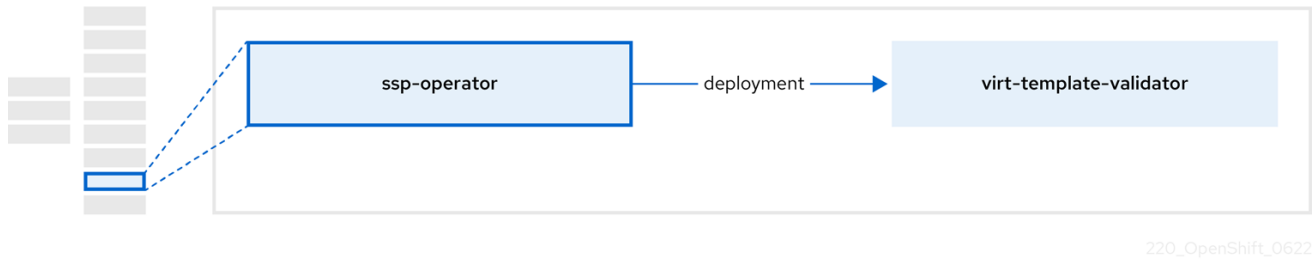 ssp-operator
deployment
virt-template-validator
220_OpenShift_0622